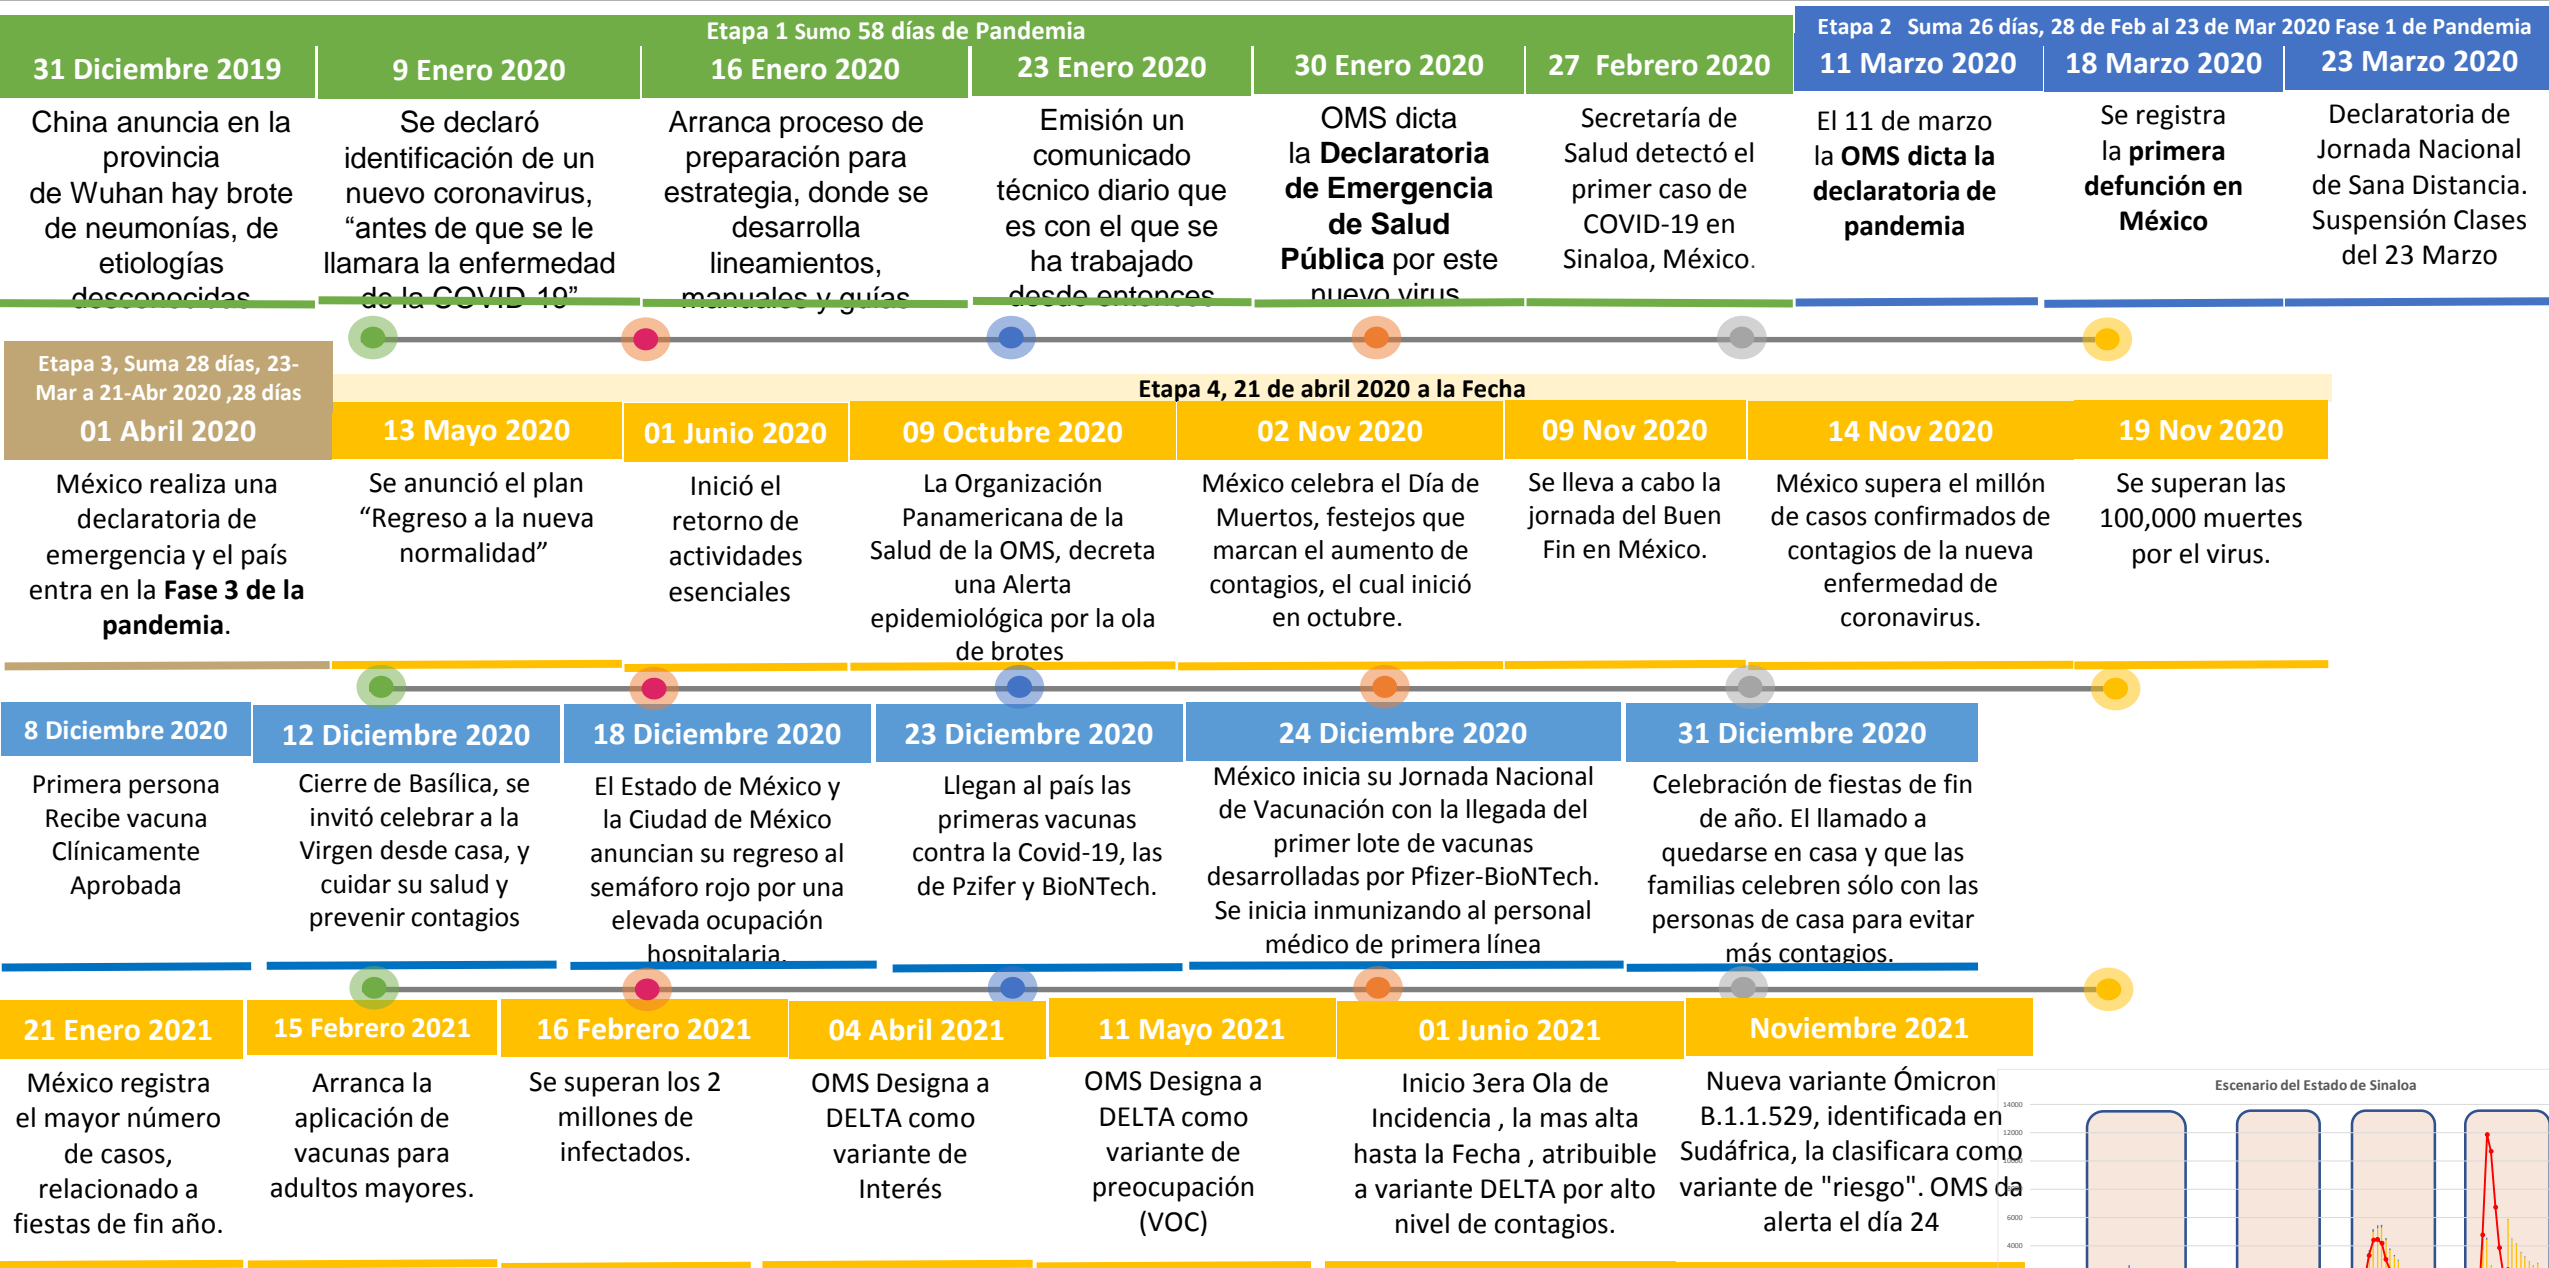 Etapa 1 Sumo 58 días de Pandemia
Etapa 2 Suma 26 días, 28 de Feb al 23 de Mar 2020 Fase 1 de Pandemia
31 Diciembre 2019
China anuncia en la
provincia
de Wuhan hay brote
de neumonías, de
etiologías
desconocidas
9 Enero 2020
Se declaró
identificación de un
nuevo coronavirus,
“antes de que se le
llamara la enfermedad
de la COVID-19”
16 Enero 2020
Arranca proceso de
preparación para
estrategia, donde se
desarrolla
lineamientos,
manuales y guías
23 Enero 2020
Emisión un
comunicado
técnico diario que
es con el que se
ha trabajado
desde entonces
30 Enero 2020
OMS dicta
la Declaratoria
de Emergencia
de Salud
Pública por este
nuevo virus
27 Febrero 2020
Secretaría de
Salud detectó el
primer caso de
COVID-19 en
Sinaloa, México.
11 Marzo 2020
El 11 de marzo
la OMS dicta la
declaratoria de
pandemia
18 Marzo 2020
Se registra
la primera
defunción en
México
23 Marzo 2020
Declaratoria de
Jornada Nacional
de Sana Distancia.
Suspensión Clases
del 23 Marzo
Etapa 3, Suma 28 días, 23-
Mar a 21-Abr 2020 ,28 días
Etapa 4, 21 de abril 2020 a la Fecha
01 Abril 2020
México realiza una
declaratoria de
emergencia y el país
entra en la Fase 3 de la
pandemia.
13 Mayo 2020
Se anunció el plan
“Regreso a la nueva
normalidad”
01 Junio 2020
Inició el
retorno de
actividades
esenciales
09 Octubre 2020
La Organización
Panamericana de la
Salud de la OMS, decreta
una Alerta
epidemiológica por la ola
de brotes
02 Nov 2020
México celebra el Día de
Muertos, festejos que
marcan el aumento de
contagios, el cual inició
en octubre.
09 Nov 2020
Se lleva a cabo la
jornada del Buen
Fin en México.
14 Nov 2020
México supera el millón
de casos confirmados de
contagios de la nueva
enfermedad de
coronavirus.
19 Nov 2020
Se superan las
100,000 muertes
por el virus.
8 Diciembre 2020
Primera persona
Recibe vacuna
Clínicamente
Aprobada
12 Diciembre 2020
Cierre de Basílica, se
invitó celebrar a la
Virgen desde casa, y
cuidar su salud y
prevenir contagios
18 Diciembre 2020
El Estado de México y
la Ciudad de México
anuncian su regreso al
semáforo rojo por una
elevada ocupación
hospitalaria.
23 Diciembre 2020
Llegan al país las
primeras vacunas
contra la Covid-19, las
de Pzifer y BioNTech.
24 Diciembre 2020
México inicia su Jornada Nacional
de Vacunación con la llegada del
primer lote de vacunas
desarrolladas por Pfizer-BioNTech.
Se inicia inmunizando al personal
médico de primera línea
31 Diciembre 2020
Celebración de fiestas de fin
de año. El llamado a
quedarse en casa y que las
familias celebren sólo con las
personas de casa para evitar
más contagios.
21 Enero 2021
México registra
el mayor número
de casos,
relacionado a
fiestas de fin año.
15 Febrero 2021
Arranca la
aplicación de
vacunas para
adultos mayores.
16 Febrero 2021
Se superan los 2
millones de
infectados.
04 Abril 2021
OMS Designa a
DELTA como
variante de
Interés
11 Mayo 2021
OMS Designa a
DELTA como
variante de
preocupación
(VOC)
01 Junio 2021
Inicio 3era Ola de
Incidencia , la mas alta
hasta la Fecha , atribuible
a variante DELTA por alto
nivel de contagios.
Noviembre 2021
Nueva variante Ómicron
B.1.1.529, identificada en
Sudáfrica, la clasificara como
variante de "riesgo". OMS da
alerta el día 24
Escenario del Estado de Sinaloa
14000
12000
6000
4000